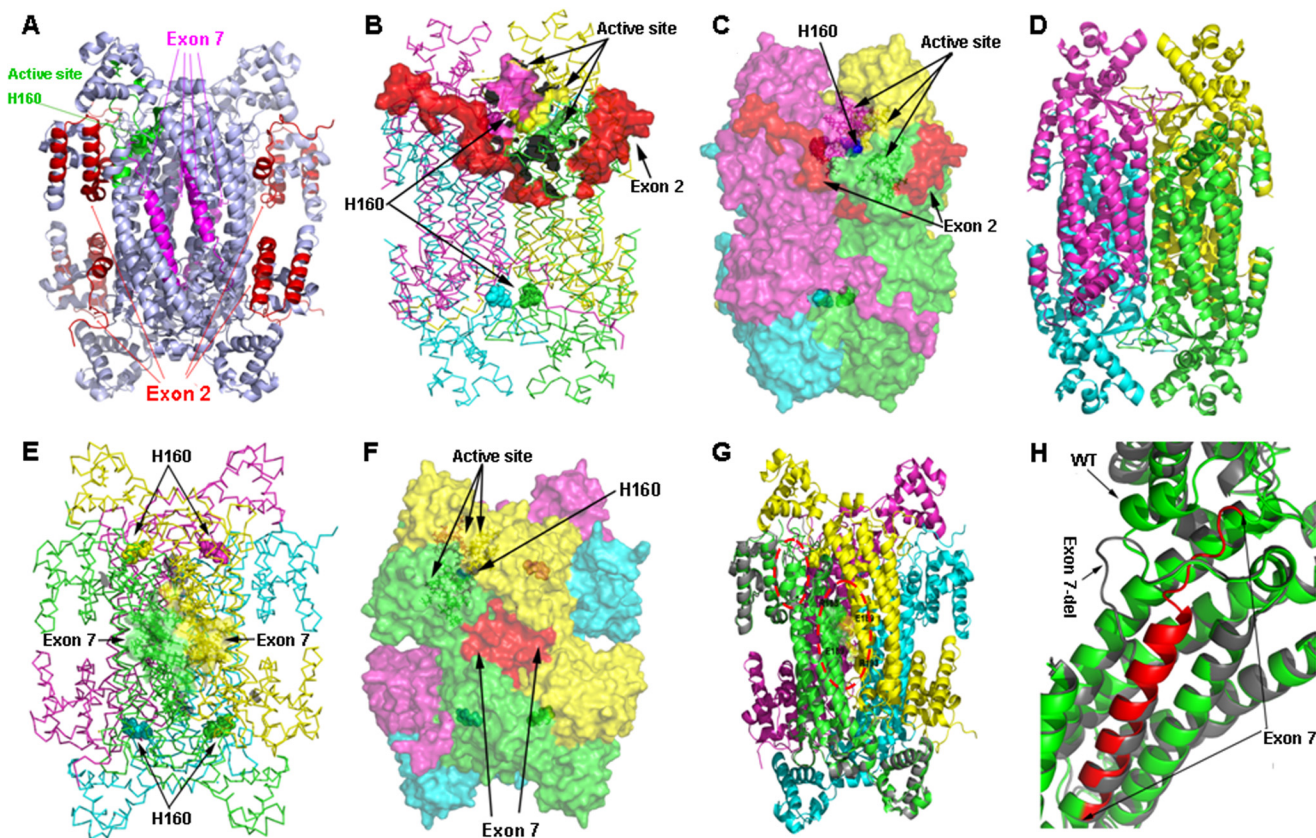 A
Exon 7
Active site
H160
Exon 2
B
Active site
H160
Exon 2
C
H160
Active site
Exon 2
D
E
H160
Exon 7
Exon 7
H160
F
Active site
H160
Exon 7
G
E189
H
WT
Exon 7-del
Exon 7